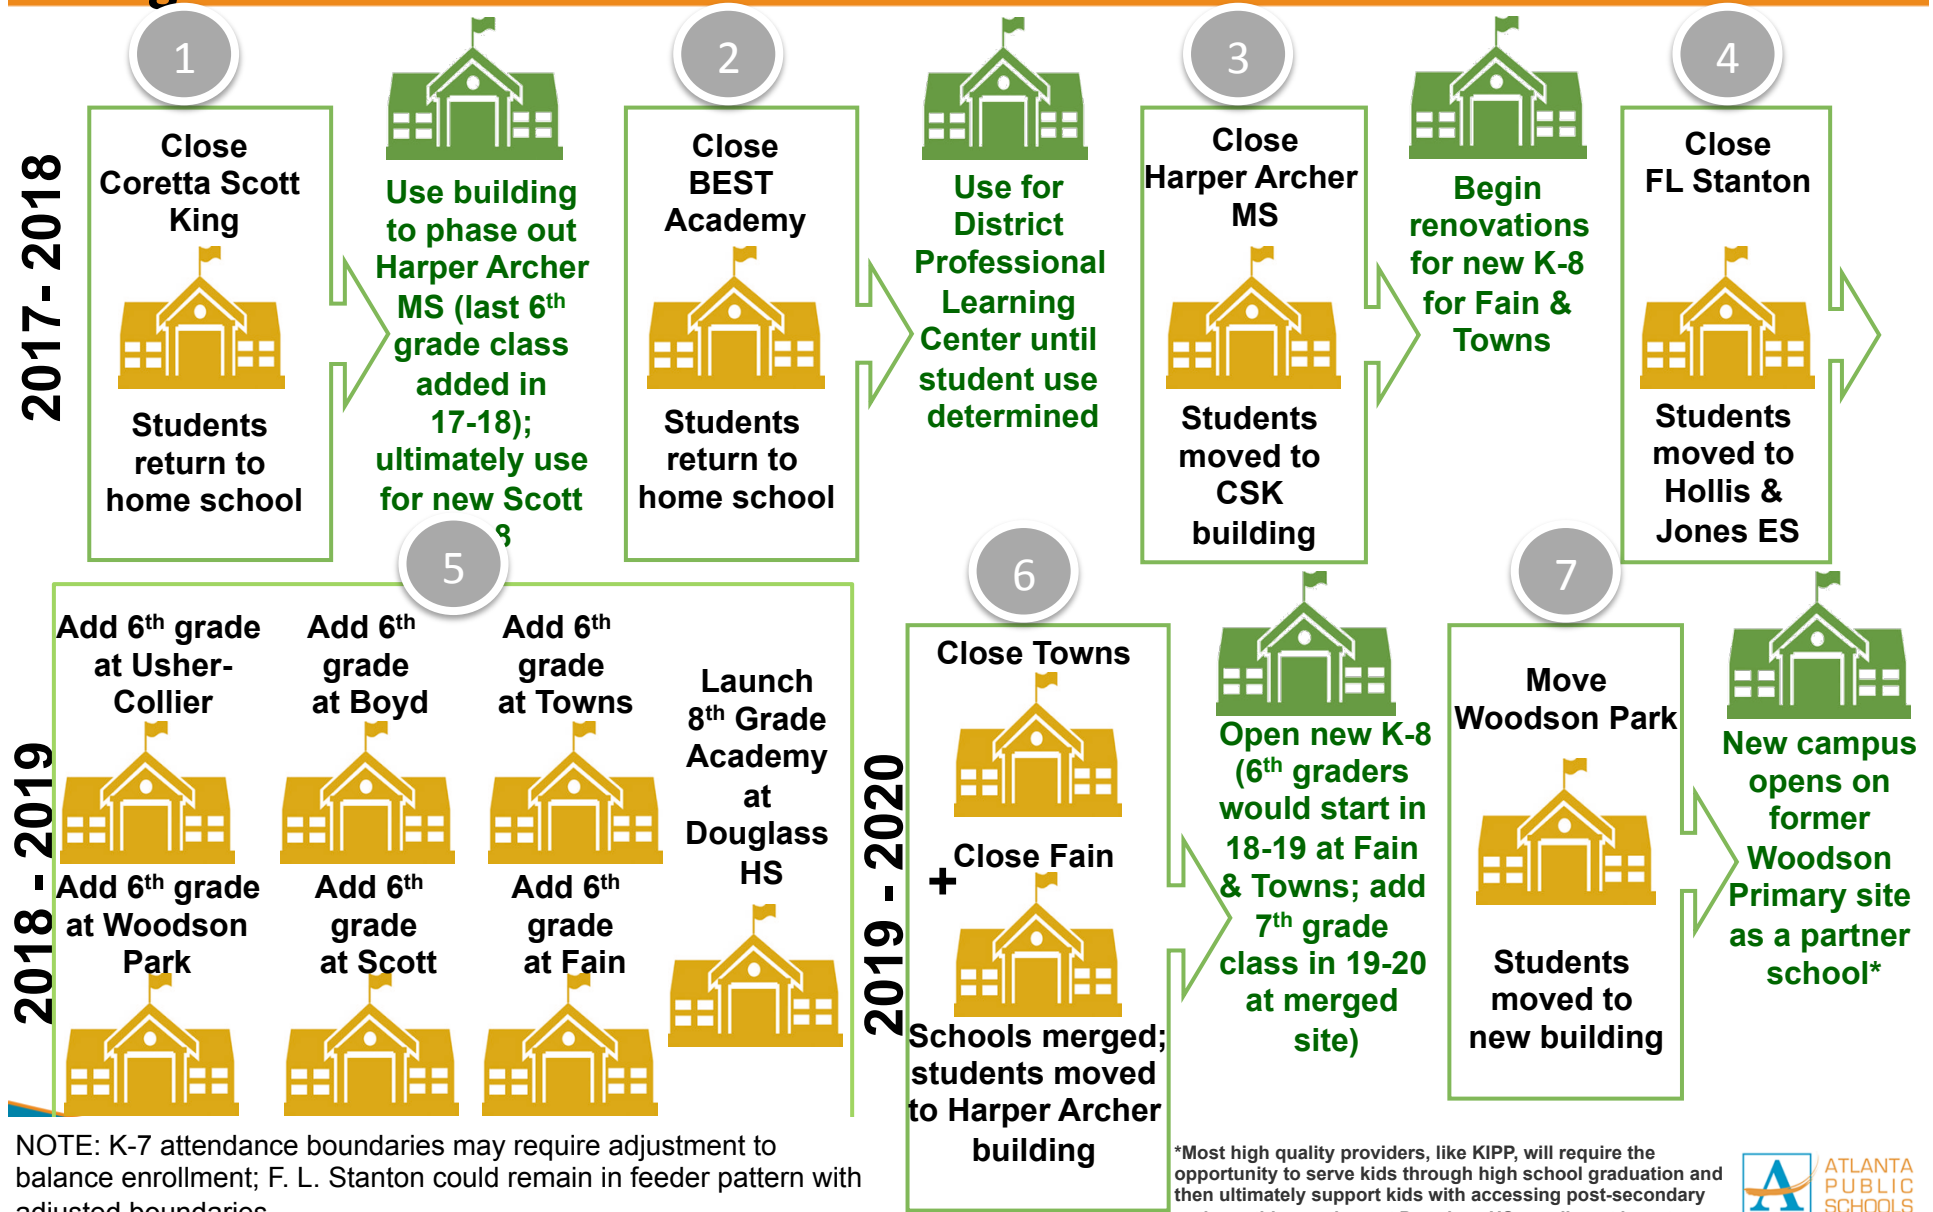 2017- 2018
1
Close
Coretta Scott
King
Students
return to
home school
Use building
to phase out
Harper Archer
MS (last 6th
grade class
added in
17-18);
ultimately use
for new Scott
8
2
Close
BEST
Academy
Students
return to
home school
Use for
District
Professional
Learning
Center until
student use
determined
3
Close
Harper Archer
MS
Students
moved to
CSK
building
Begin
renovations
for new K-8
for Fain &
Towns
4
Close
FL Stanton
Students
moved to
Hollis &
Jones ES
2018 - 2019
5
Add 6th grade
at Usher-
Collier
Add 6th
grade
at Boyd
Add 6th
grade
at Towns
Add 6th grade
at Woodson
Park
Add 6th
grade
at Scott
Add 6th
grade
at Fain
Launch
8th Grade
Academy
at
Douglass
HS
2019 - 2020
6
Close Towns
+
Close Fain
Schools merged;
students moved
to Harper Archer
building
Open new K-8
(6th graders
would start in
18-19 at Fain
& Towns; add
7th grade
class in 19-20
at merged
site)
7
Move
Woodson Park
Students
moved to
new building
New campus
opens on
former
Woodson
Primary site
as a partner
school*
NOTE: K-7 attendance boundaries may require adjustment to
balance enrollment; F. L. Stanton could remain in feeder pattern with
adjusted boundaries
*Most high quality providers, like KIPP, will require the
opportunity to serve kids through high school graduation and
then ultimately support kids with accessing post-secondary
ATLANTA
PUBLIC
SCHOOLS